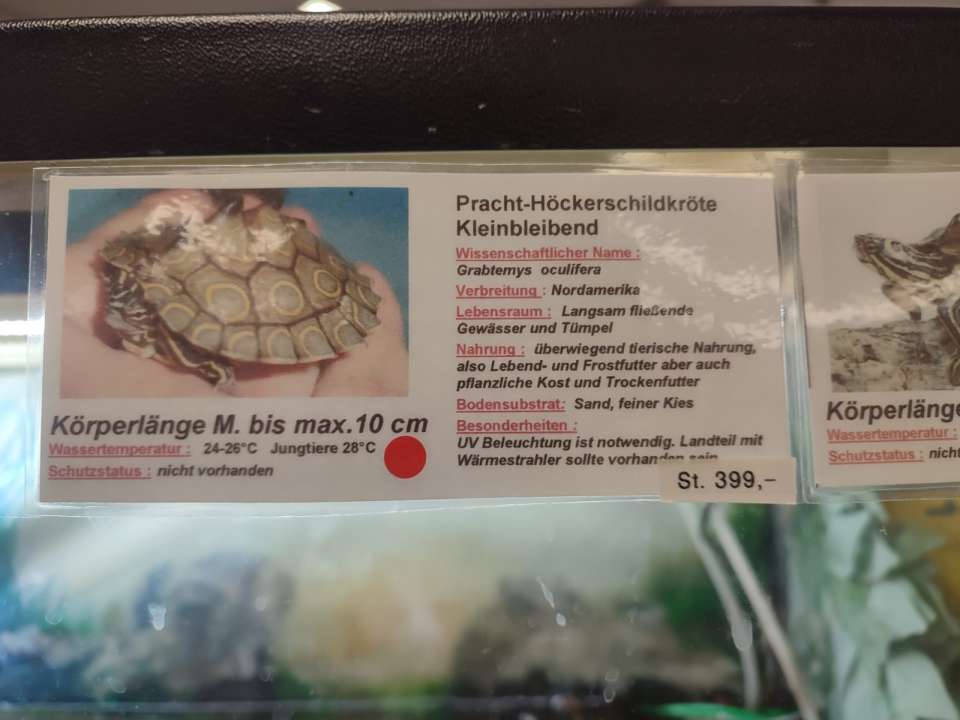 Pracht-Höckerschildkröte
Kleinbleibend
Wissenschaftlicher Name :
Grabtemys oculifera
Verbreitung : Nordamerika
Lebensraum : Langsam fließende
Gewässer und Tümpel
Nahrung : überwiegend tierische Nahrung,
also Lebend- und Frostfutter aber auch
pflanzliche Kost und Trockenfutter
Bodensubstrat: Sand, feiner Kies
Besonderheiten :
UV Beleuchtung ist notwendig. Landteil mit
Wärmestrahler sollte vorhanden sein
St. 399,-
Körperlänge M. bis max.10 cm
Wassertemperatur : 24-26°C Jungtiere 28°C
Schutzstatus : nicht vorhanden
Körperlänge
Wassertemperatur :
Schutzstatus : nicht